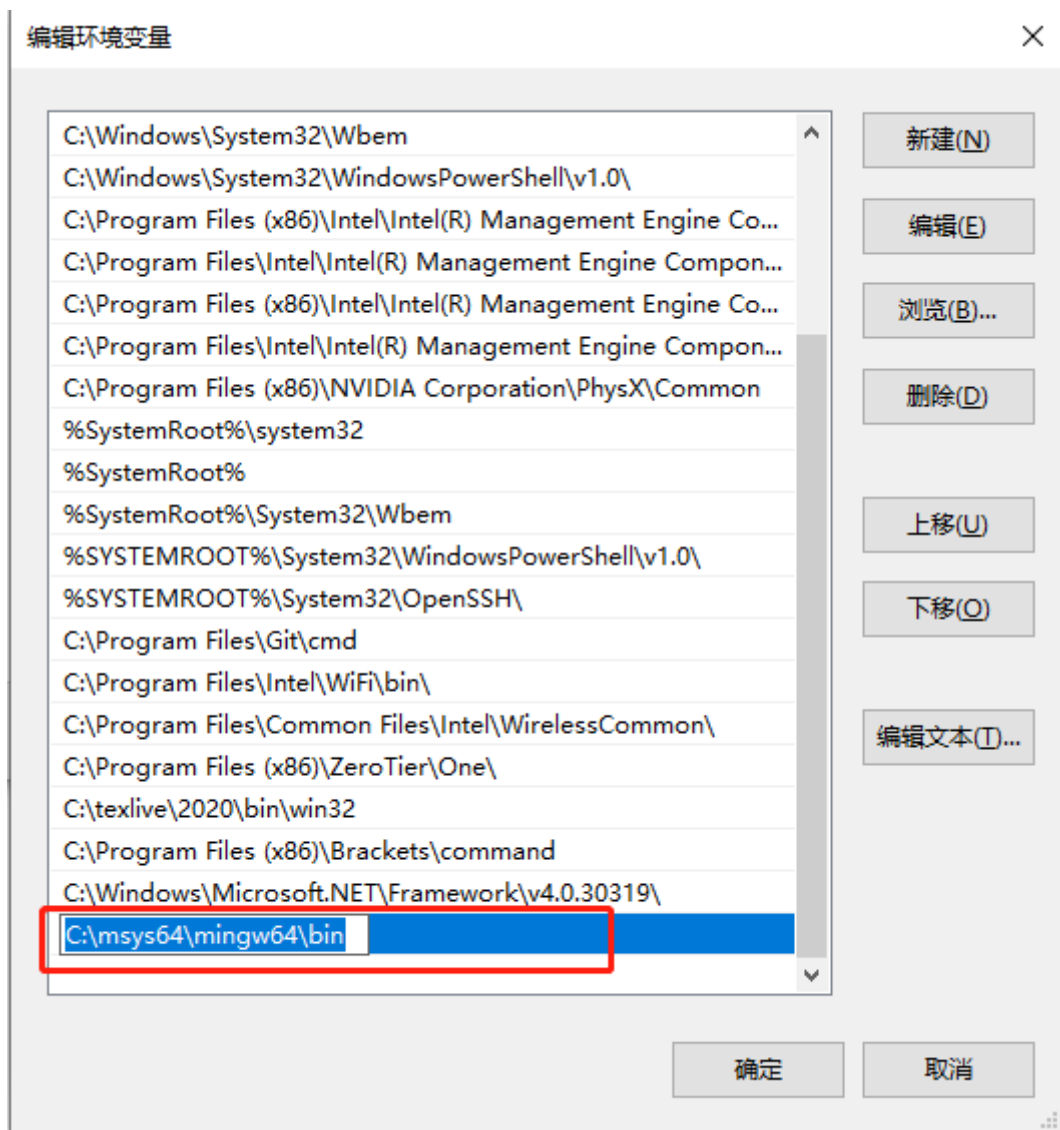 编辑环境变量
C:\Windows\System32\Wbem
新建(N)
C:\Windows\System32\WindowsPowerShell\v1.0\
C:\Program Files (x86)\Intel\Intel(R) Management Engine Co...
编辑(E)
C:\Program Files\Intel\Intel(R) Management Engine Compon...
C:\Program Files (x86)\Intel\Intel(R) Management Engine Co...
浏览(B)...
C:\Program Files\Intel\Intel(R) Management Engine Compon...
C:\Program Files (x86)\NVIDIA Corporation\PhysX\Common
删除(D)
%SystemRoot%\system32
%SystemRoot%
%SystemRoot%\System32\Wbem
上移(U)
%SYSTEMROOT%\System32\WindowsPowerShell\v1.0\
%SYSTEMROOT%\System32\OpenSSH\
下移(O)
C:\Program Files\Git\cmd
C:\Program Files\Intel\WiFi\bin\
C:\Program Files\Common Files\Intel\WirelessCommon\
编辑文本(T)...
C:\Program Files (x86)\ZeroTier\One\
C:\texlive\2020\bin\win32
C:\Program Files (x86)\Brackets\command
C:\Windows\Microsoft.NET\Framework\v4.0.30319\
C:\msys64\mingw64\bin
确定
取消